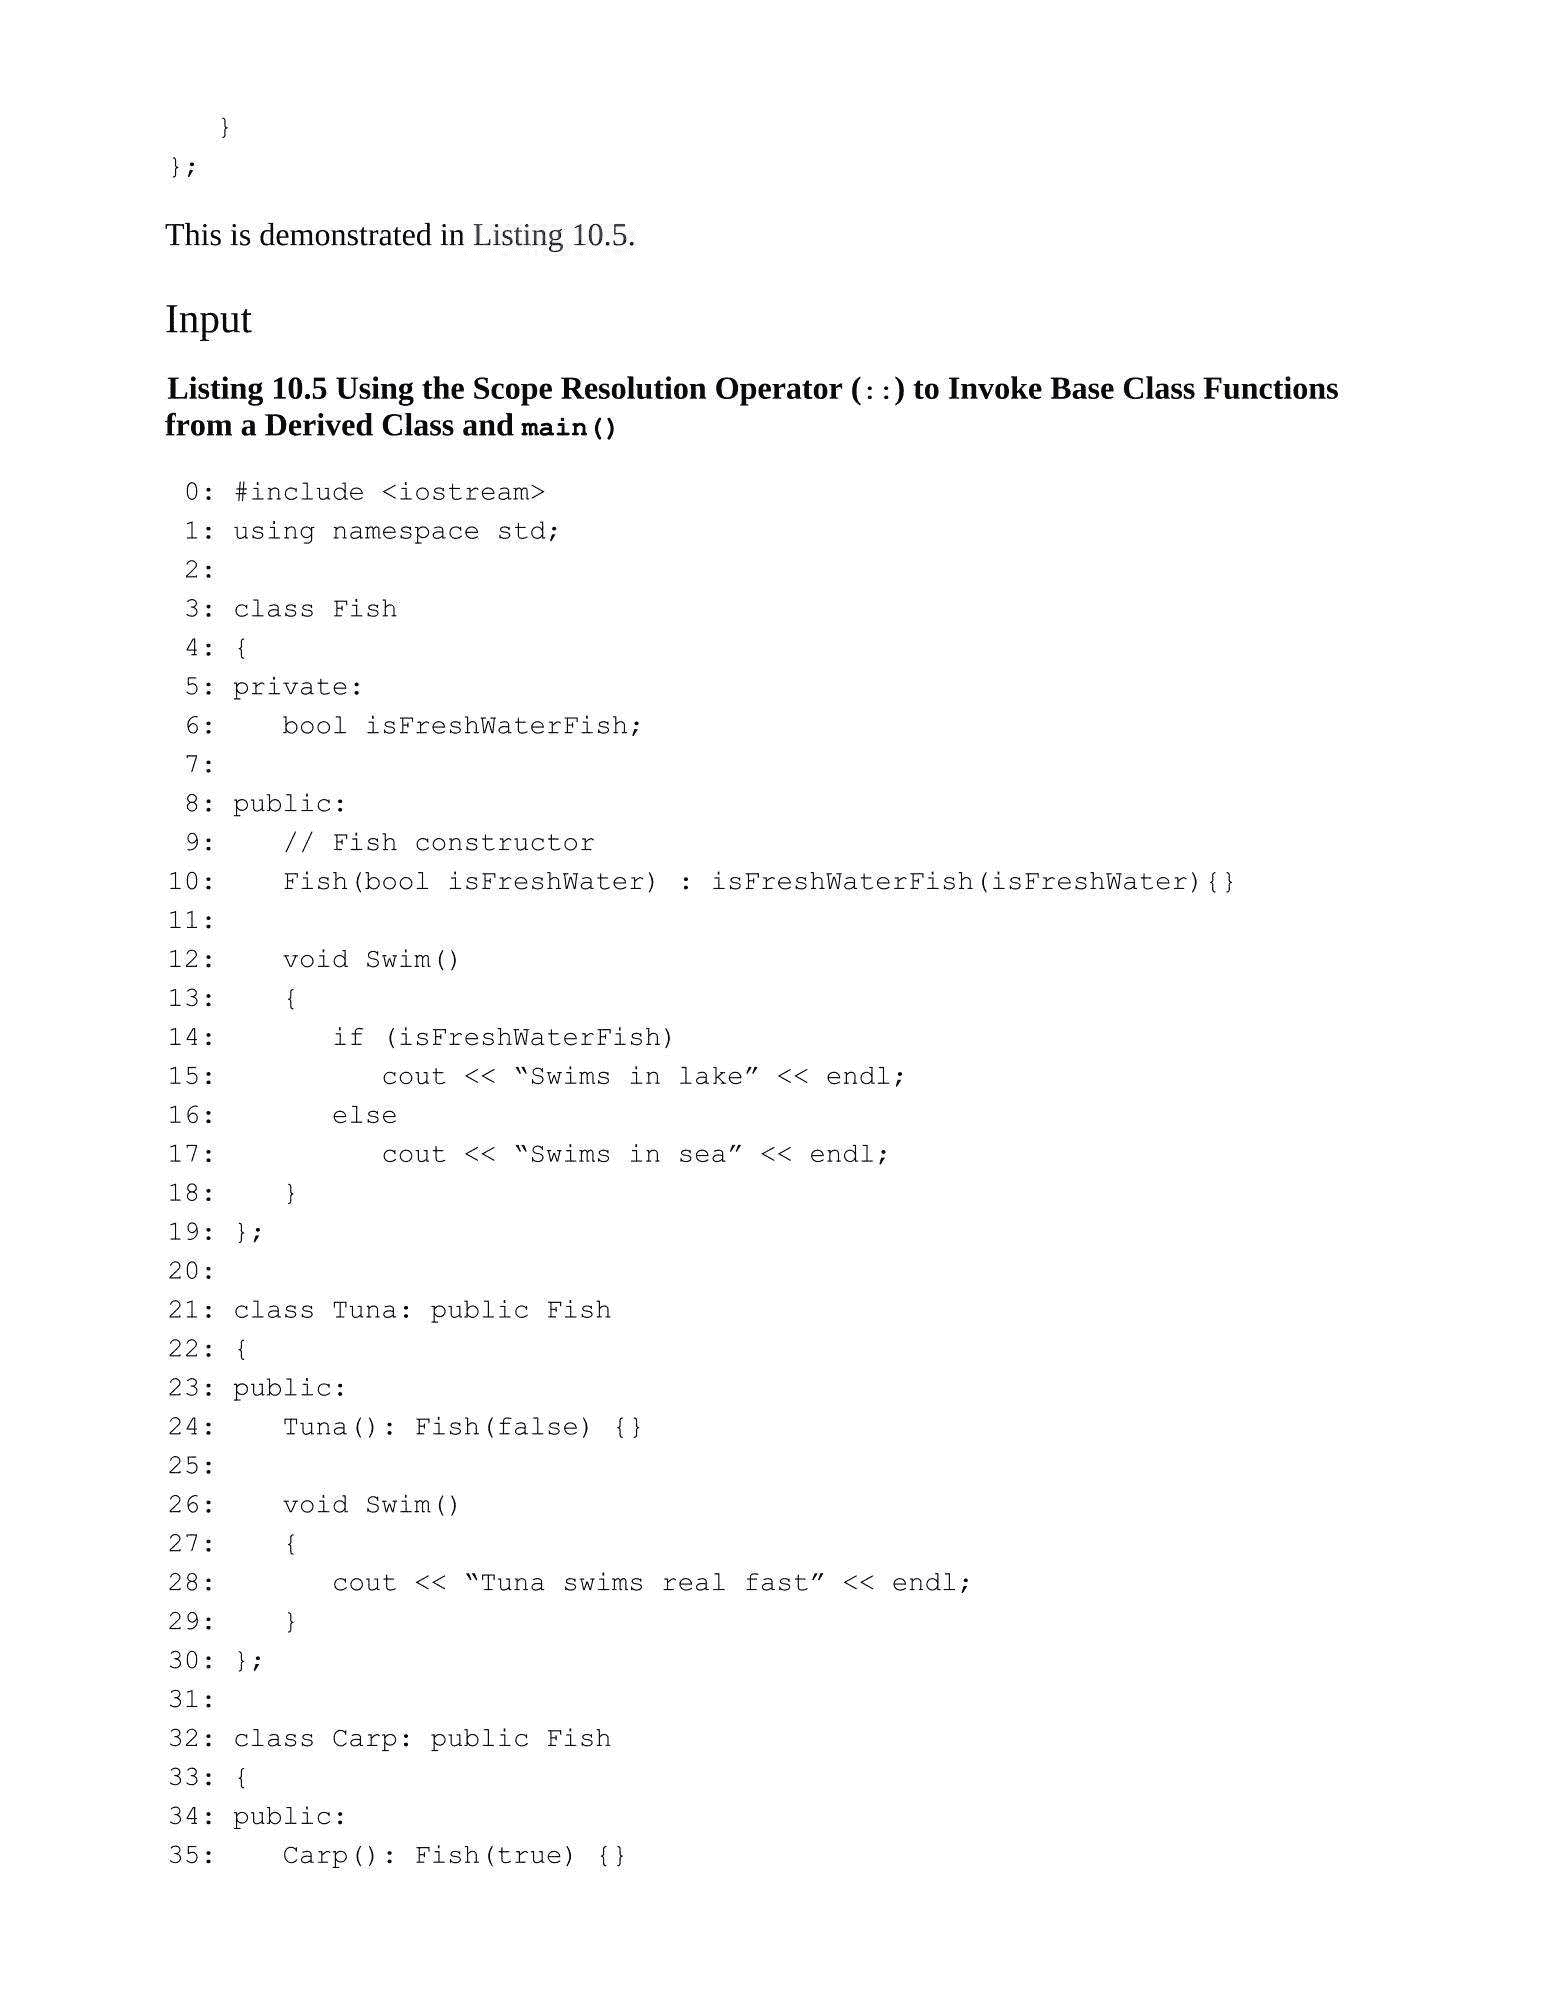 }
};
This is demonstrated in Listing 10.5.
Input
Listing 10.5 Using the Scope Resolution Operator (::) to Invoke Base Class Functions
from a Derived Class and main()
 0: #include <iostream>
 1: using namespace std;
 2:
 3: class Fish
 4: {
 5: private:
 6:    bool isFreshWaterFish;
 7:
 8: public:
 9:    // Fish constructor
10:    Fish(bool isFreshWater) : isFreshWaterFish(isFreshWater){}
11:
12:    void Swim()
13:    {
14:       if (isFreshWaterFish)
15:          cout << “Swims in lake” << endl;
16:       else
17:          cout << “Swims in sea” << endl;
18:    }
19: };
20:
21: class Tuna: public Fish
22: {
23: public:
24:    Tuna(): Fish(false) {}
25:
26:    void Swim()
27:    {
28:       cout << “Tuna swims real fast” << endl;
29:    }
30: };
31:
32: class Carp: public Fish
33: {
34: public:
35:    Carp(): Fish(true) {}